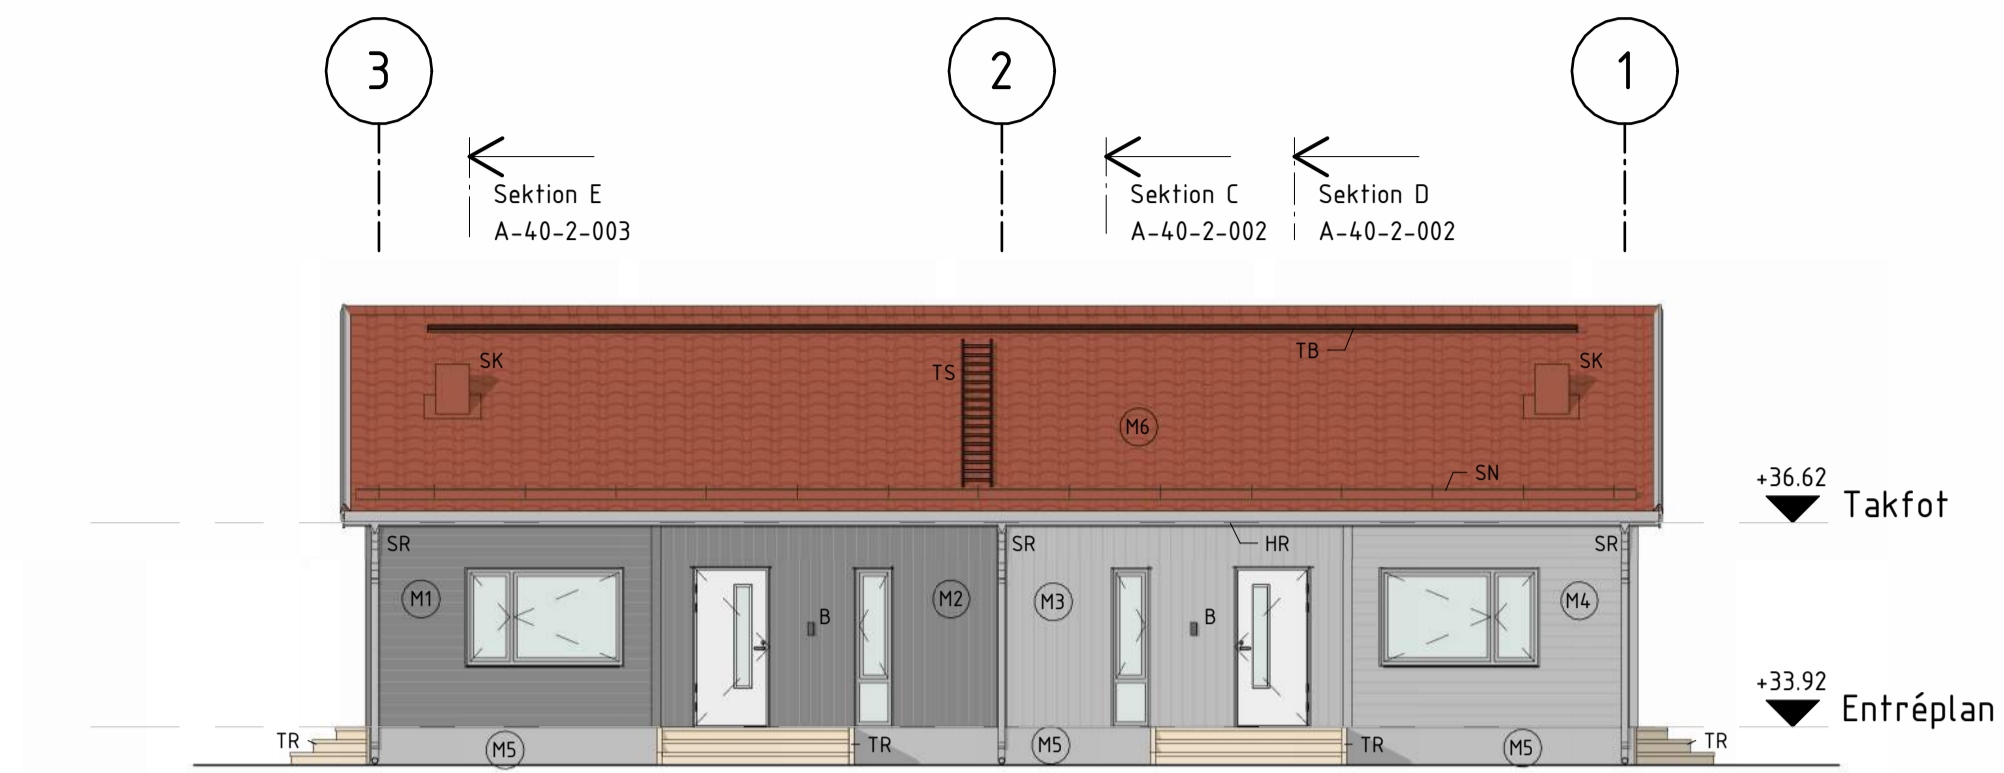 3
2
1
Sektion E
A-40-2-003
Sektion C
A-40-2-002
Sektion D
A-40-2-002
TB
SK
SK
TS
M6
SN
+36.62
Takfot
SR
SR
HR
SR
M1
M2
M3
M4
B
B
+33.92
Entréplan
TR
M5
TR
M5
TR
M5
TR